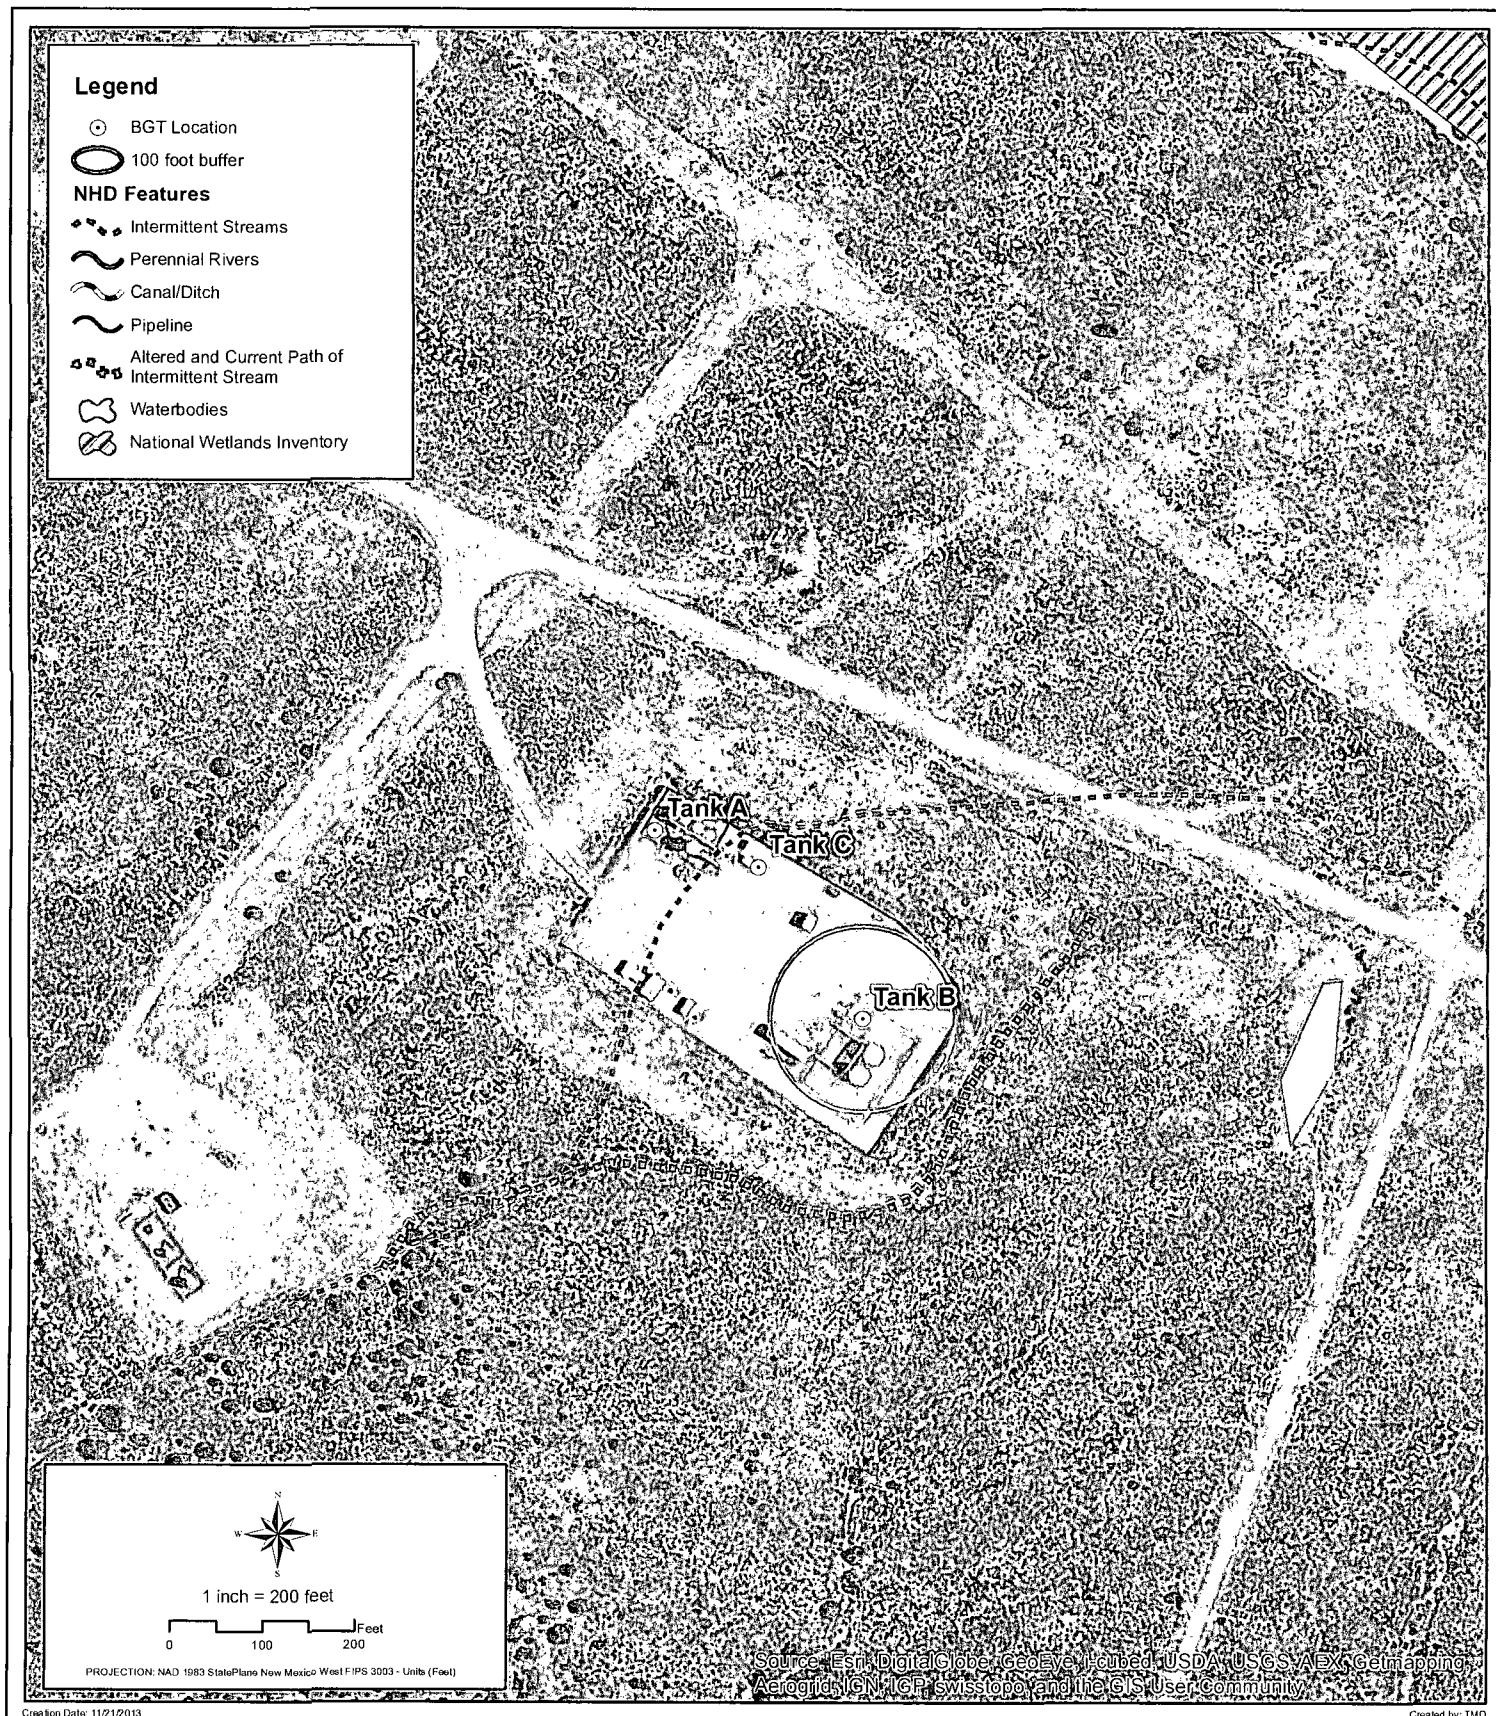 Legend
BGT Location
100 foot buffer
NHD Features
Intermittent Streams
Perennial Rivers
Canal/Ditch
Pipeline
Altered and Current Path of
Intermittent Stream
Waterbodies
National Wetlands Inventory
Tank A
Tank C
Tank B
N
W E
S
1 inch = 200 feet
Feet
0 100 200
PROJECTION: NAD 1983 StatePlane New Mexico West FIPS 3003 - Units (Feet)
Source: Esri, DigitalGlobe, GeoEye, i-cubed, USDA, USGS, AEX, Getmapping,
Aerogrid, IGN, IGP, swisstopo, and the GIS User Community
Creation Date: 11/21/2013
Created by: TMD